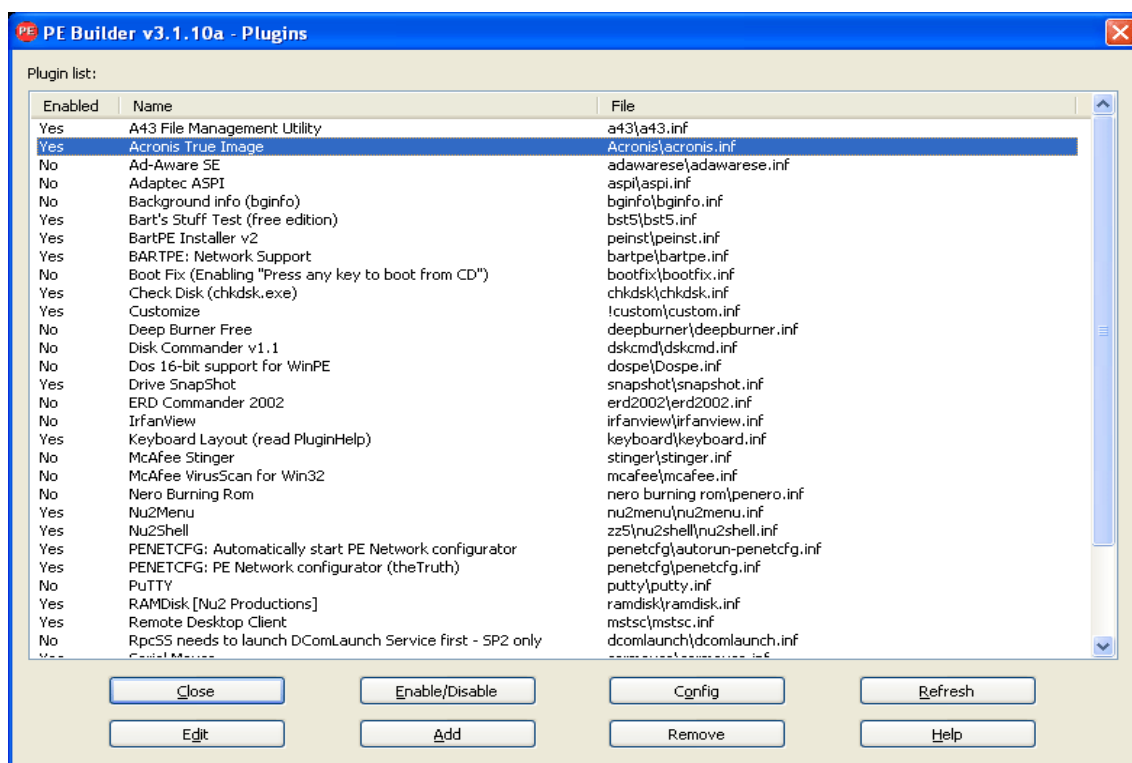 PE Builder v3.1.10a - Plugins
Plugin list:
Enabled Name File
Yes A43 File Management Utility a43\a43.inf
Yes Acronis True Image Acronis\acronis.inf
No Ad-Aware SE adawarese\adawarese.inf
No Adaptec ASPI aspi\aspi.inf
No Background info (bginfo) bginfo\bginfo.inf
Yes Bart's Stuff Test (free edition) bst5\bst5.inf
Yes BartPE Installer v2 peinst\peinst.inf
Yes BARTPE: Network Support bartpe\bartpe.inf
No Boot Fix (Enabling "Press any key to boot from CD") bootfix\bootfix.inf
Yes Check Disk (chkdsk.exe) chkdsk\chkdsk.inf
Yes Customize !custom\custom.inf
No Deep Burner Free deepburner\deepburner.inf
No Disk Commander v1.1 dskcmd\dskcmd.inf
No Dos 16-bit support for WinPE dospe\Dospe.inf
Yes Drive SnapShot snapshot\snapshot.inf
No ERD Commander 2002 erd2002\erd2002.inf
No IrfanView irfanview\irfanview.inf
Yes Keyboard Layout (read PluginHelp) keyboard\keyboard.inf
No McAfee Stinger stinger\stinger.inf
No McAfee VirusScan for Win32 mcafee\mcafee.inf
No Nero Burning Rom nero burning rom\penero.inf
Yes Nu2Menu nu2menu\nu2menu.inf
Yes Nu2Shell zz5\nu2shell\nu2shell.inf
Yes PENETCFG: Automatically start PE Network configurator penetcfg\autorun-penetcfg.inf
Yes PENETCFG: PE Network configurator (theTruth) penetcfg\penetcfg.inf
No PuTTY putty\putty.inf
Yes RAMDisk [Nu2 Productions] ramdisk\ramdisk.inf
Yes Remote Desktop Client mstsc\mstsc.inf
No RpcSS needs to launch DComLaunch Service first - SP2 only dcomlaunch\dcomlaunch.inf
Close Enable/Disable Config Refresh
Edit Add Remove Help